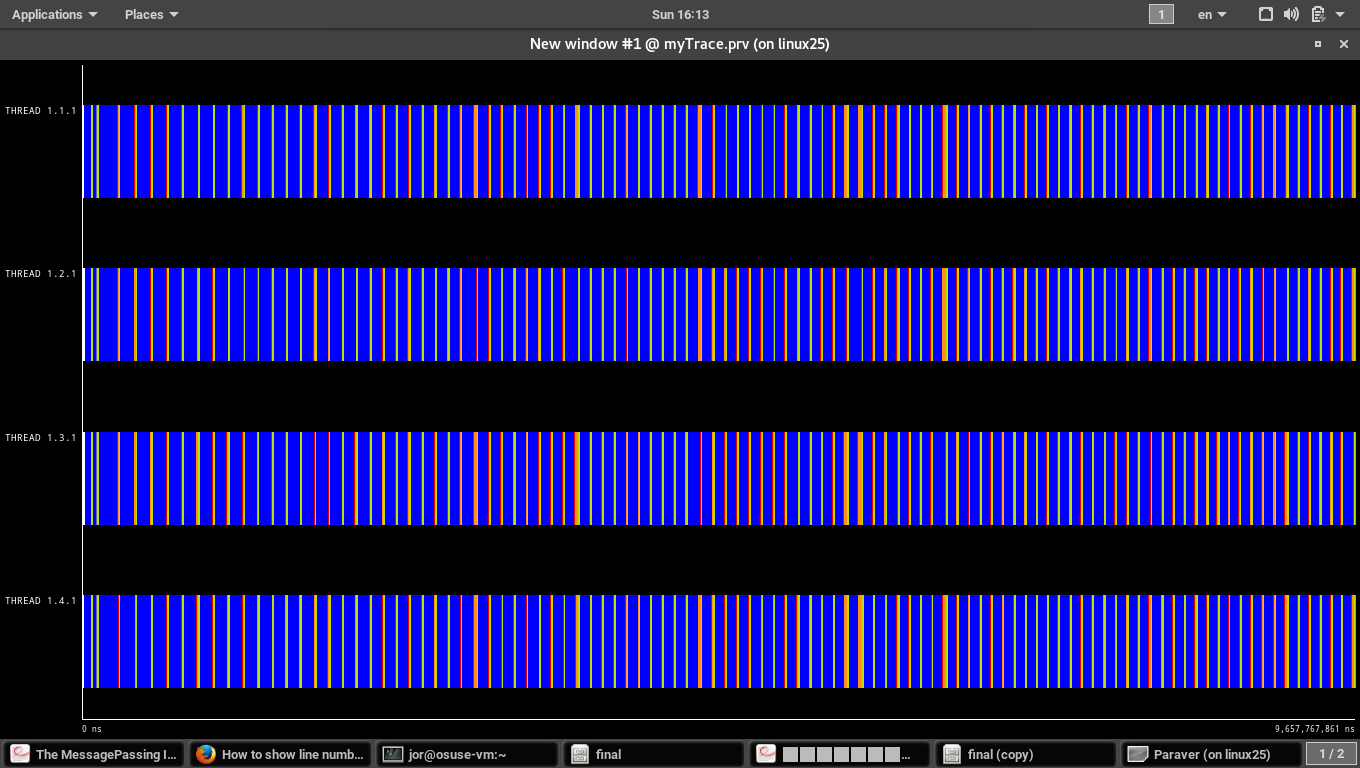 Applications Places Sun 16:13 1 en
New window #1 @ myTrace.prv (on linux25)
THREAD 1.1.1
THREAD 1.2.1
THREAD 1.3.1
THREAD 1.4.1
0 ns 9,657,767,861 ns
The MessagePassing I... How to show line numb... jor@osuse-vm:~ final ... final (copy) Paraver (on linux25) 1 / 2